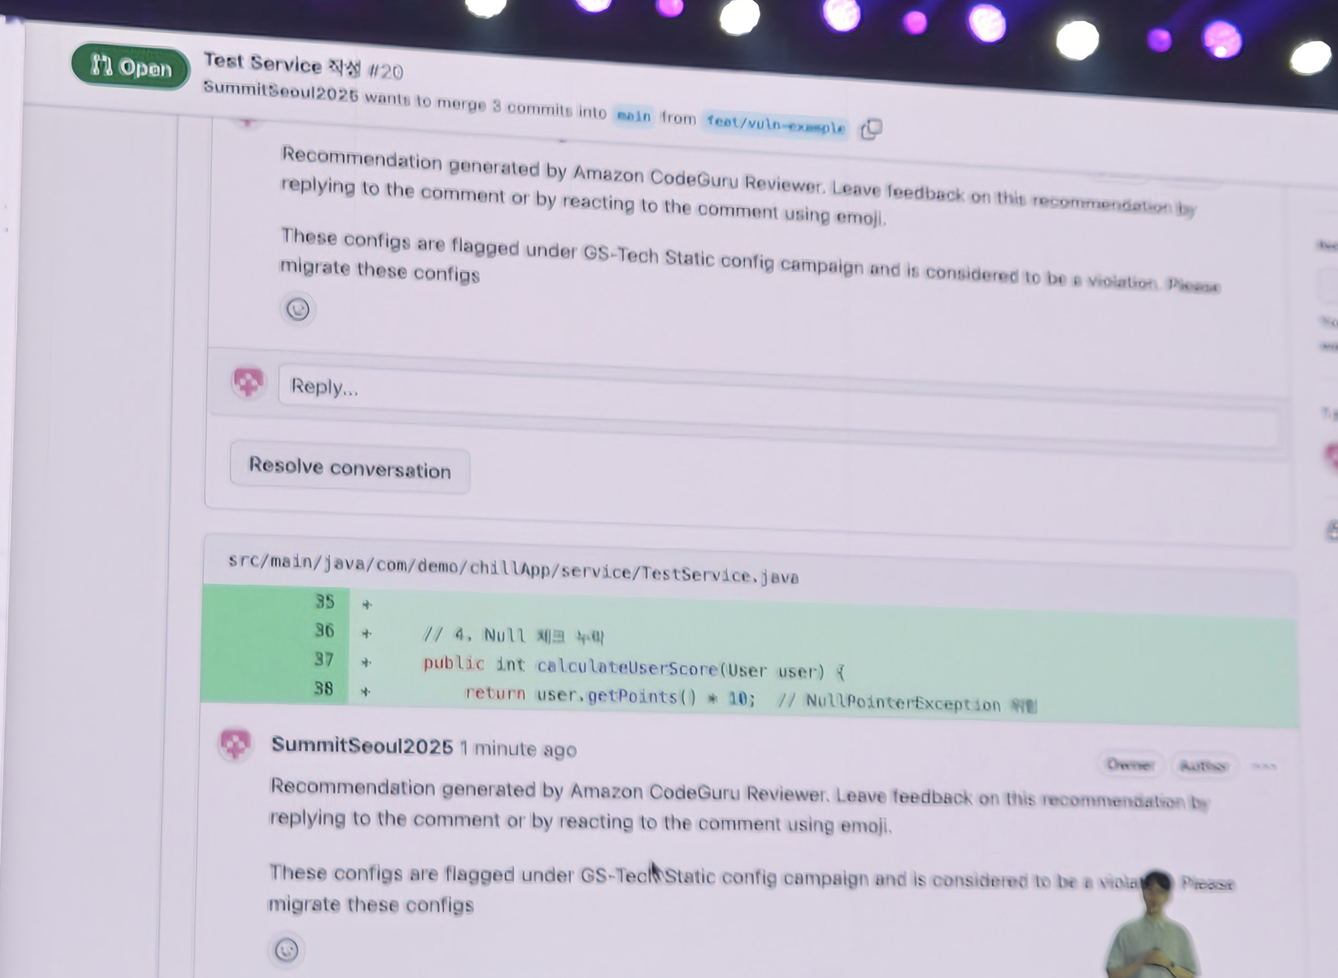 Open
Test Service 작성 #20
SummitSeoul2025 wants to merge 3 commits into main from feat/vuln-example
Recommendation generated by Amazon CodeGuru Reviewer. Leave feedback on this recommendation by
replying to the comment or by reacting to the comment using emoji.
These configs are flagged under GS-Tech Static config campaign and is considered to be a violation. Please
migrate these configs
Reply...
Resolve conversation
src/main/java/com/demo/chillApp/service/TestService.java
35 +
36 + // 4. Null 체크 누락
37 + public int calculateUserScore(User user) {
38 + return user.getPoints() * 10; // NullPointerException 위험
SummitSeoul2025 1 minute ago
Owner Author
Recommendation generated by Amazon CodeGuru Reviewer. Leave feedback on this recommendation by
replying to the comment or by reacting to the comment using emoji.
These configs are flagged under GS-Tech Static config campaign and is considered to be a Please
migrate these configs